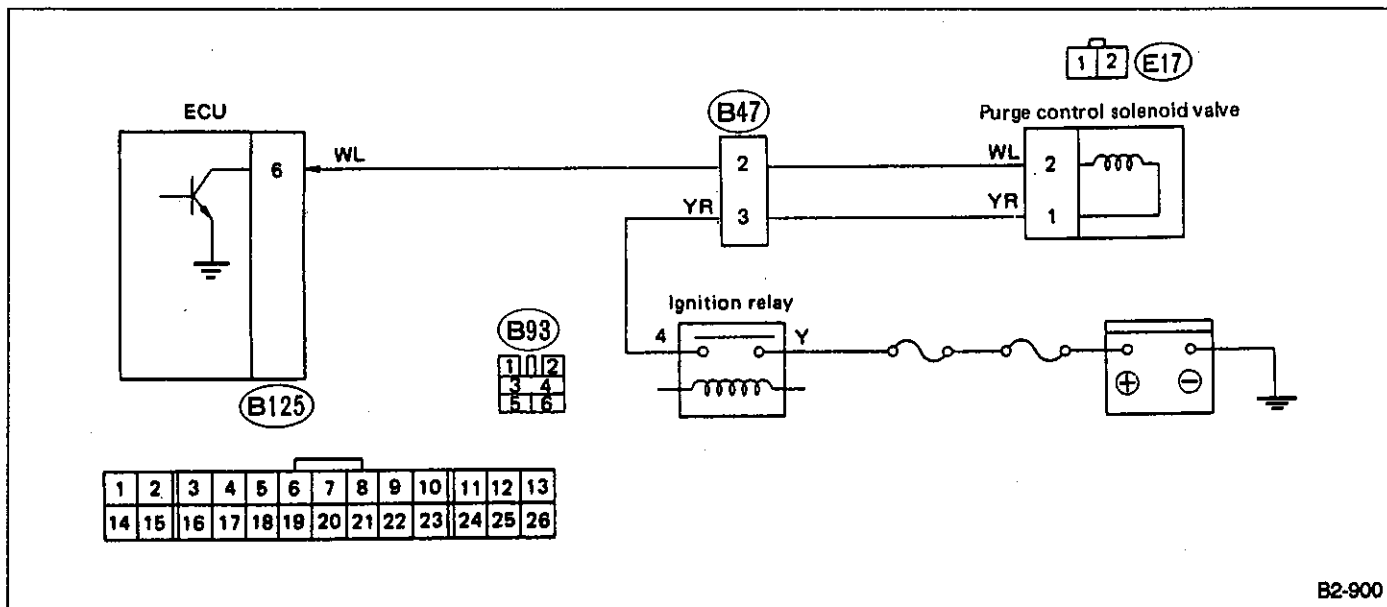 1 2 E17
ECU
B47
Purge control solenoid valve
6 WL 2 WL 2
YR 3 YR 1
Ignition relay
B93
4 Y
1 2
3 4
5 6
⊕ ⊖
B125
1 2 3 4 5 6 7 8 9 10 11 12 13
14 15 16 17 18 19 20 21 22 23 24 25 26
B2-900